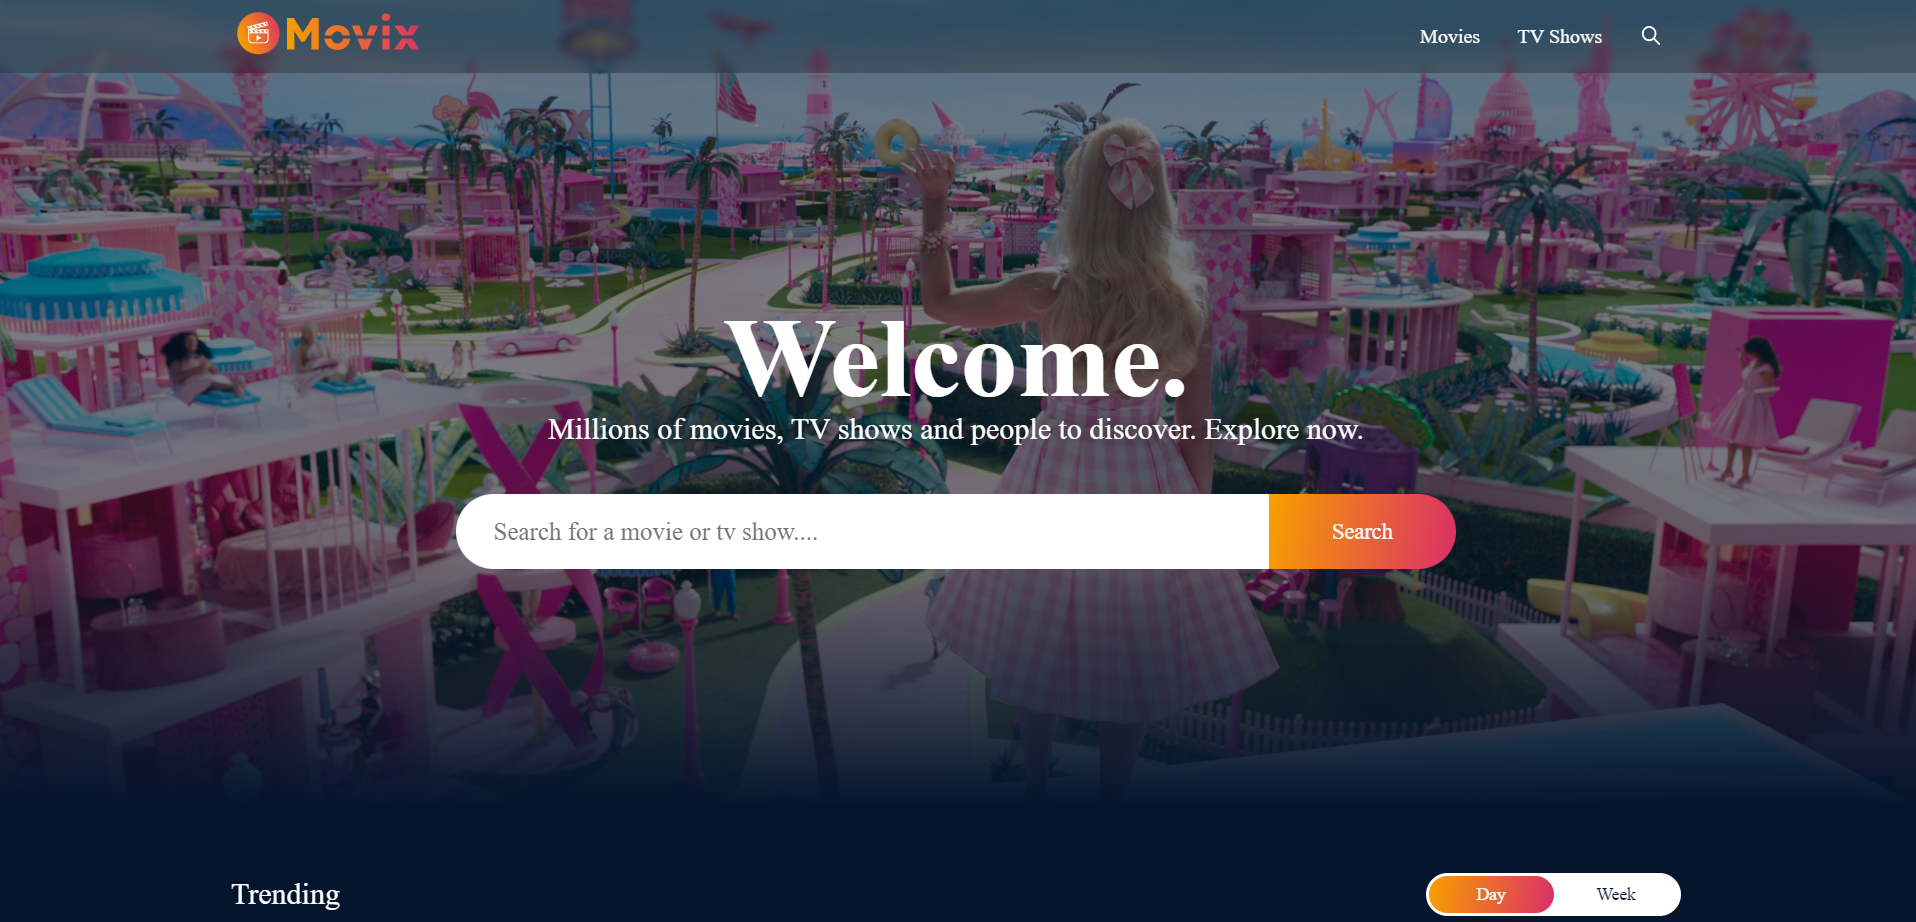 Movix
Movies
TV Shows
Welcome.
Millions of movies, TV shows and people to discover. Explore now.
Search for a movie or tv show....
Search
Trending
Day
Week